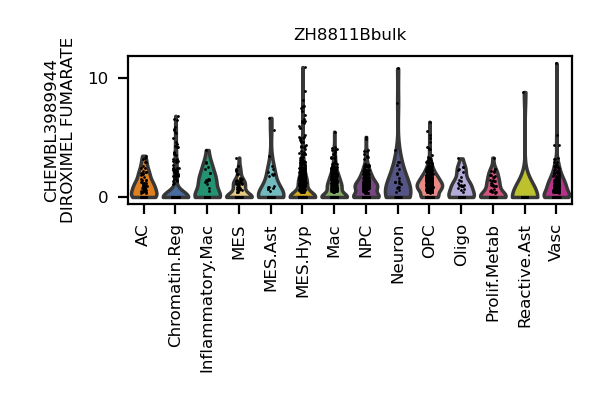 ZH8811Bbulk
CHEMBL3989944
DIROXIMEL FUMARATE
10
0
AC
Chromatin.Reg
Inflammatory.Mac
MES
MES.Ast
MES.Hyp
Mac
NPC
Neuron
OPC
Oligo
Prolif.Metab
Reactive.Ast
Vasc